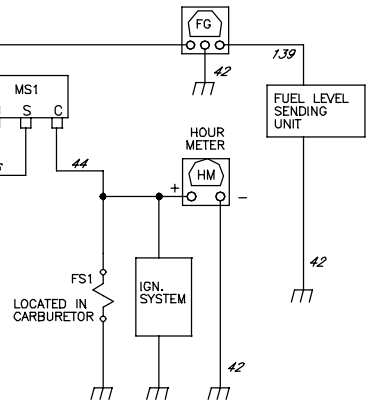 FG
42
139
MS1
S C
FUEL LEVEL
SENDING
UNIT
HOUR
METER
44
HM
+ −
FS1
LOCATED IN
CARBURETOR
IGN.
SYSTEM
42
42